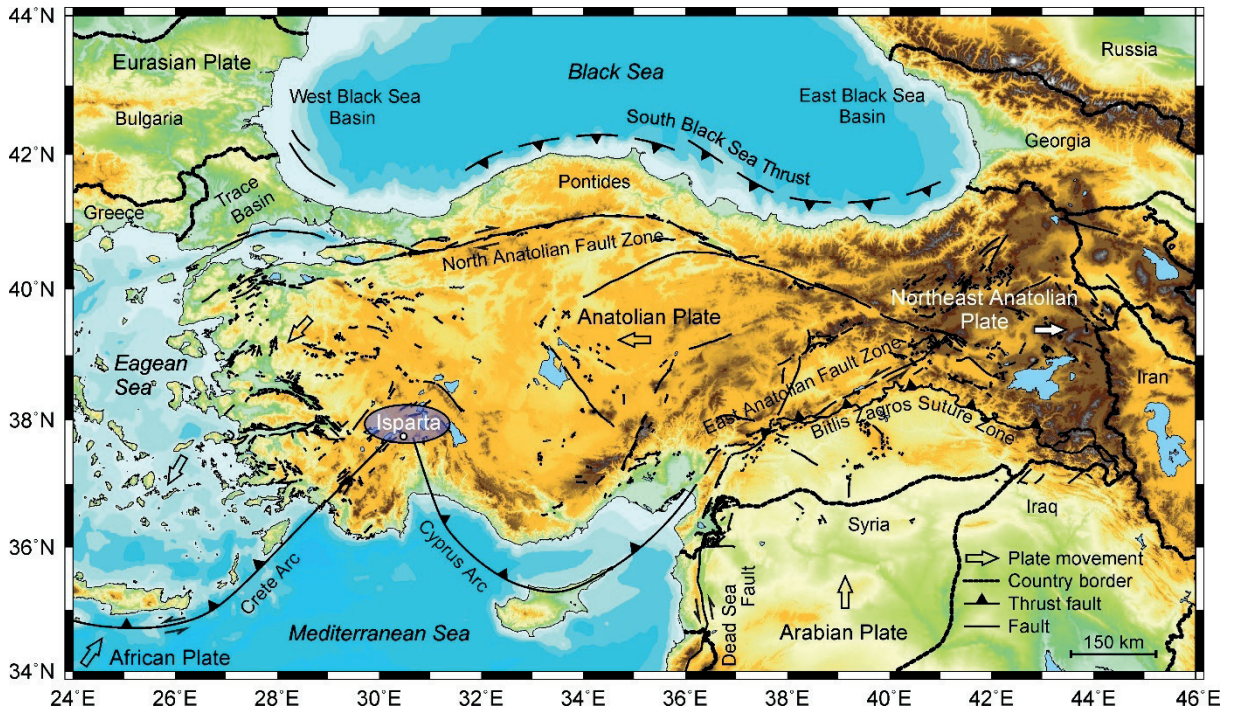 44°N
42°N
40°N
38°N
36°N
34°N
Eurasian Plate
Bulgaria
Greece
Trace
Basin
West Black Sea
Basin
Black Sea
East Black Sea
Basin
South Black Sea Thrust
Russia
Georgia
Pontides
North Anatolian Fault Zone
Anatolian Plate
Northeast Anatolian
Plate
Eagean
Sea
Iran
East Anatolian Fault Zone
Bitlis Zagros Suture Zone
Isparta
Crete Arc
Cyprus Arc
Mediterranean Sea
African Plate
Dead Sea
Fault
Syria
Iraq
Arabian Plate
Plate movement
Country border
Thrust fault
Fault
150 km
24 E
26 E
28 E
30 E
32 E
34 E
36 E
38 E
40 E
42 E
44 E
46 E